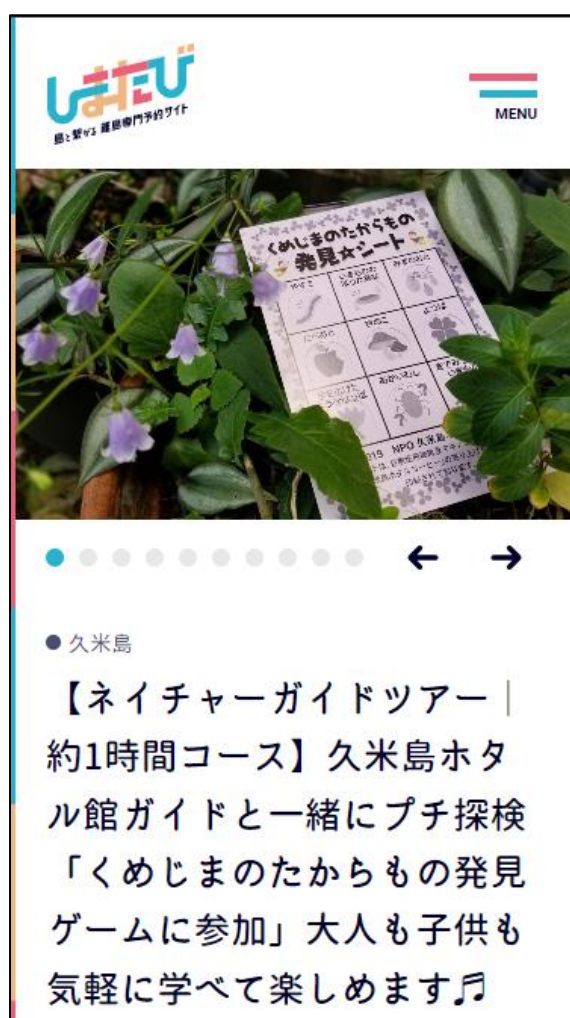 しまたび
島と繋がる 離島専門予約サイト
MENU
くめじまのたからもの
発見☆シート
● 久米島
【ネイチャーガイドツアー｜
約1時間コース】久米島ホタ
ル館ガイドと一緒にプチ探検
「くめじまのたからもの発見
ゲームに参加」大人も子供も
気軽に学べて楽しめます♬